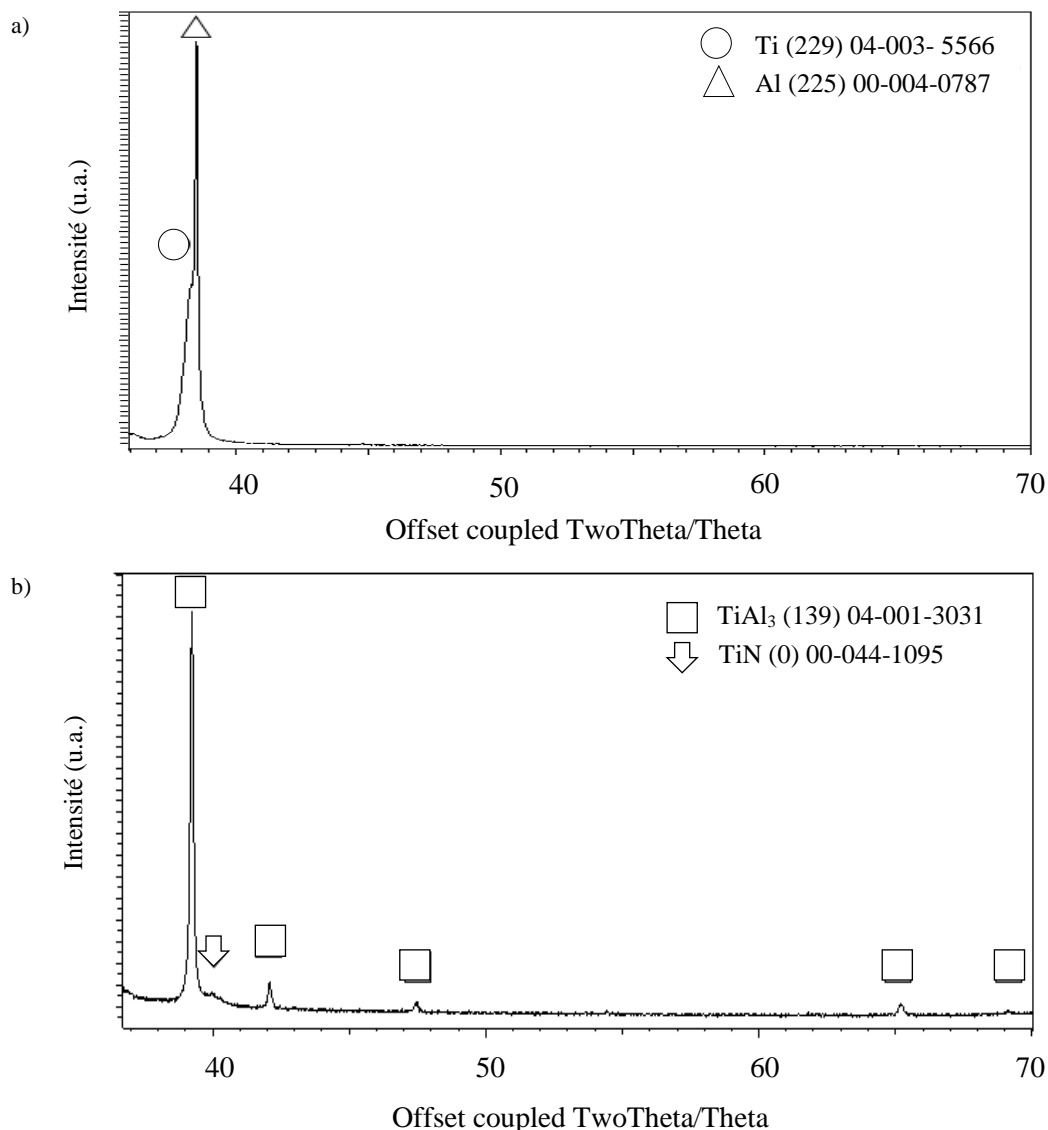 a)
Ti (229) 04-003- 5566
Al (225) 00-004-0787
Intensité (u.a.)
40 50 60 70
Offset coupled TwoTheta/Theta
b)
TiAl₃ (139) 04-001-3031
TiN (0) 00-044-1095
Intensité (u.a.)
40 50 60 70
Offset coupled TwoTheta/Theta